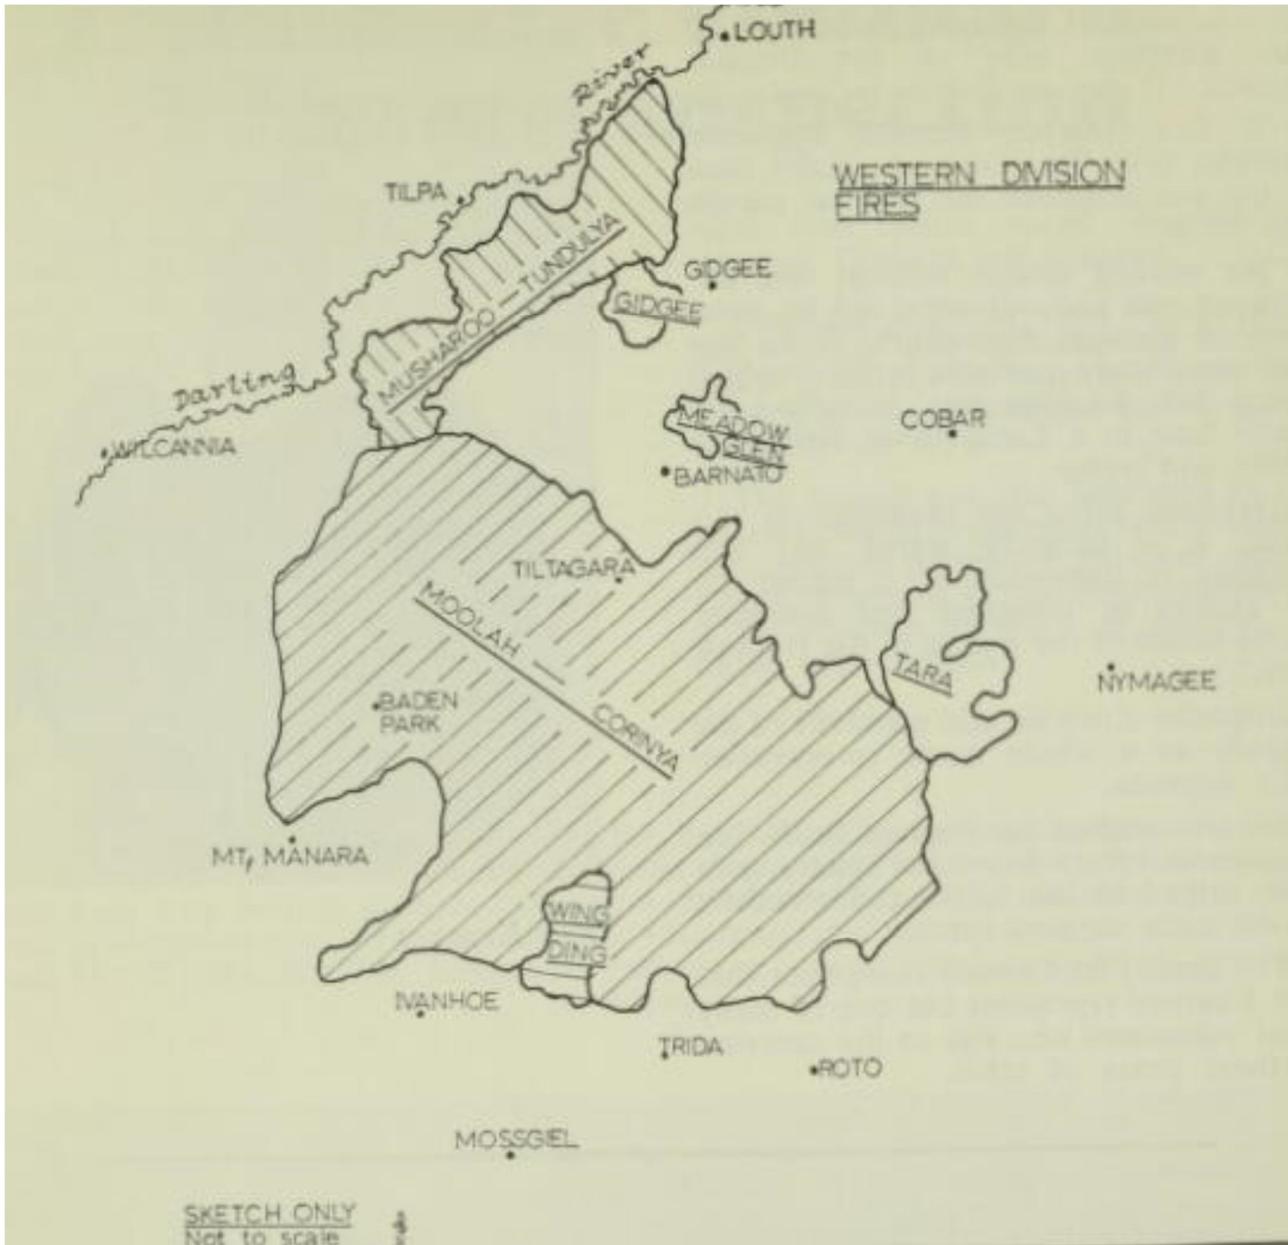 LOUTH
River
WESTERN DIVISION
FIRES
TILPA
MUSHAROO — TUNDULYA
GIDGEE
GIDGEE
Darling
MEADOW
GLEN
COBAR
WILCANNIA
BARNATO
TILTAGARA
MOOLAH — CORINYA
TARA
NYMAGEE
BADEN
PARK
MT, MANARA
WING
DING
IVANHOE
TRIDA
ROTO
MOSSGIEL
SKETCH ONLY
Not to scale